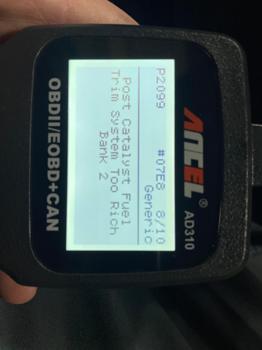 ANCEL®
AD310
P2099 #07E8 8/10
Generic
Post Catalyst Fuel
Trim System Too Rich
Bank 2
OBDII/EOBD+CAN